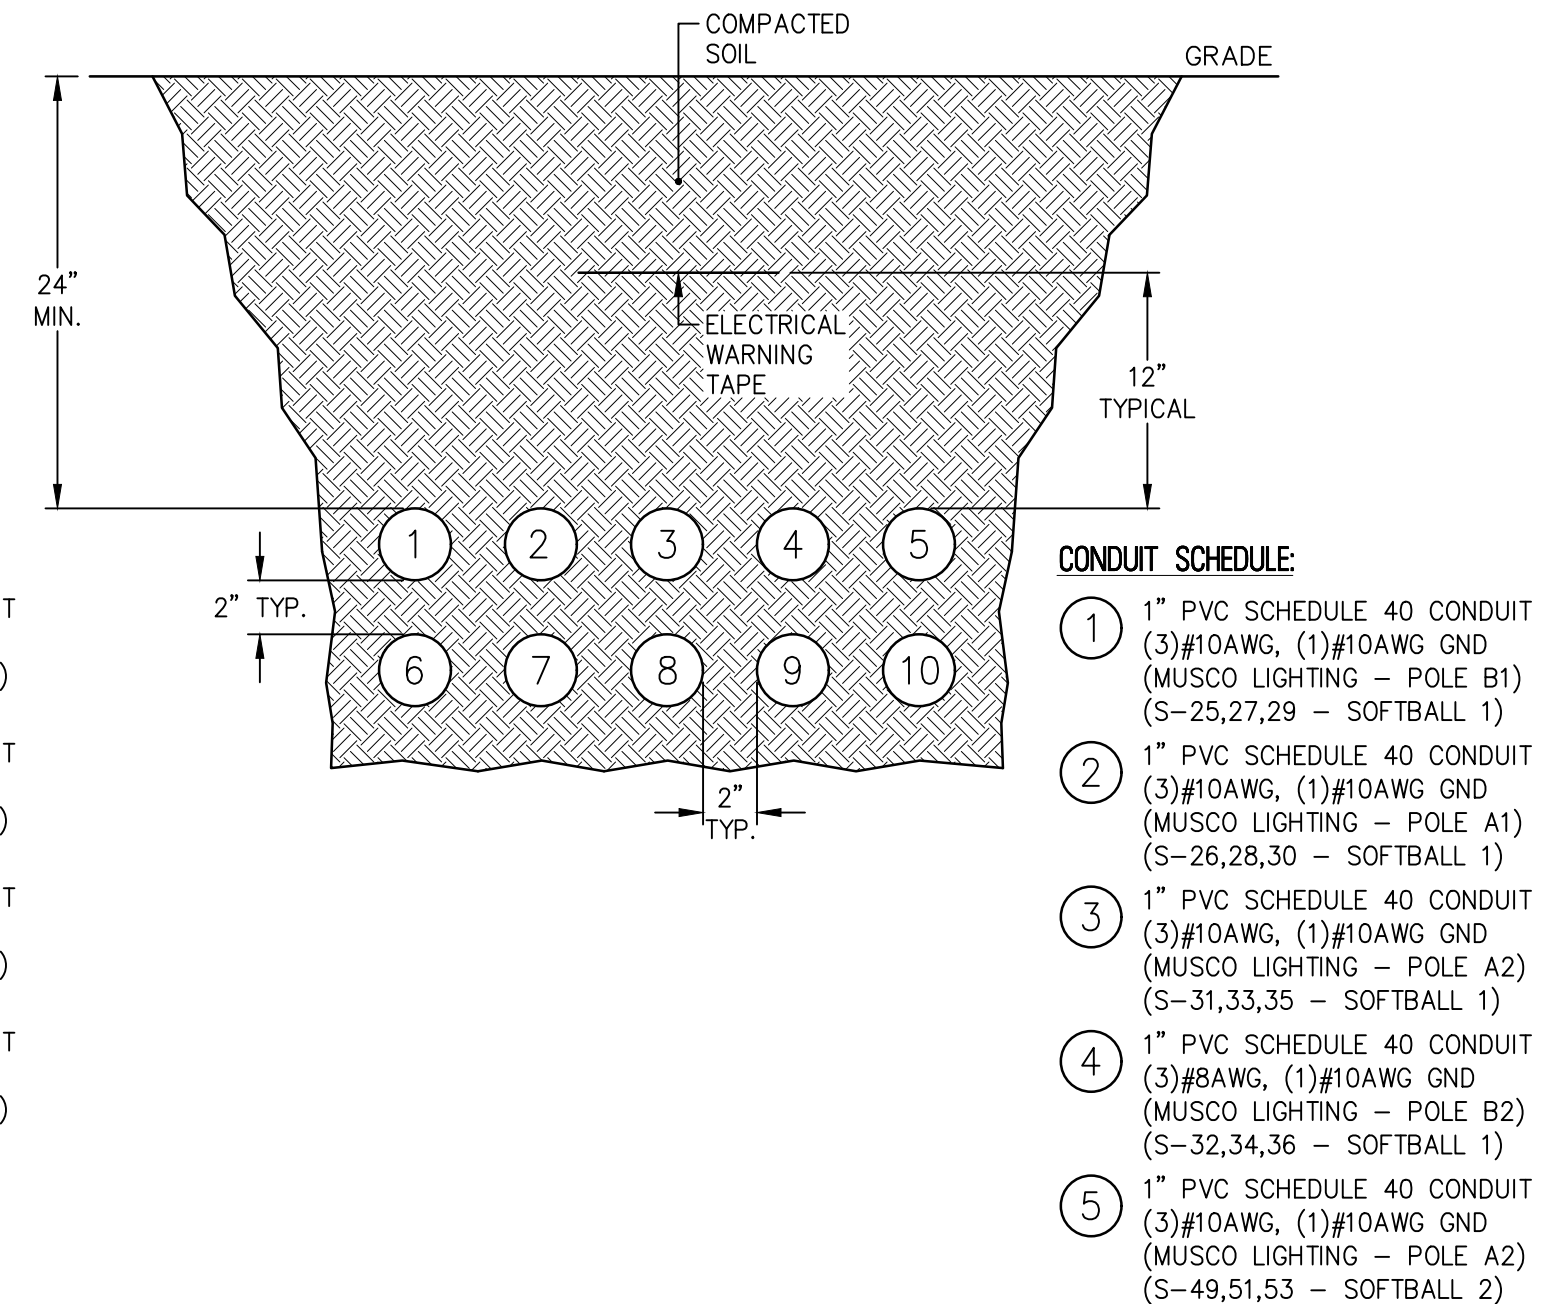 COMPACTED
SOIL
GRADE
24”
MIN.
ELECTRICAL
WARNING
TAPE
12”
TYPICAL
1
2
3
4
5
2” TYP.
6
7
8
9
10
2”
TYP.
T
)
T
)
T
)
T
)
CONDUIT SCHEDULE:
1
1” PVC SCHEDULE 40 CONDUIT
(3)#10AWG, (1)#10AWG GND
(MUSCO LIGHTING – POLE B1)
(S–25,27,29 – SOFTBALL 1)
2
1” PVC SCHEDULE 40 CONDUIT
(3)#10AWG, (1)#10AWG GND
(MUSCO LIGHTING – POLE A1)
(S–26,28,30 – SOFTBALL 1)
3
1” PVC SCHEDULE 40 CONDUIT
(3)#10AWG, (1)#10AWG GND
(MUSCO LIGHTING – POLE A2)
(S–31,33,35 – SOFTBALL 1)
4
1” PVC SCHEDULE 40 CONDUIT
(3)#8AWG, (1)#10AWG GND
(MUSCO LIGHTING – POLE B2)
(S–32,34,36 – SOFTBALL 1)
5
1” PVC SCHEDULE 40 CONDUIT
(3)#10AWG, (1)#10AWG GND
(MUSCO LIGHTING – POLE A2)
(S–49,51,53 – SOFTBALL 2)